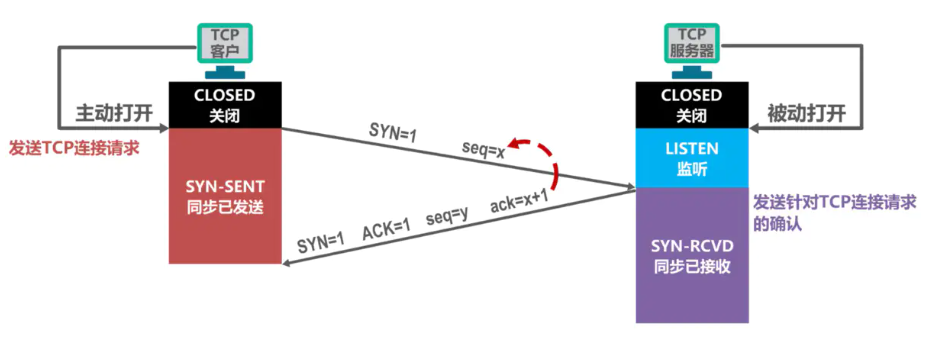 TCP
客户
TCP
服务器
CLOSED
关闭
CLOSED
关闭
主动打开
被动打开
发送TCP连接请求
SYN=1 seq=x
LISTEN
监听
SYN-SENT
同步已发送
SYN=1 ACK=1 seq=y ack=x+1
发送针对TCP连接请求
的确认
SYN-RCVD
同步已接收